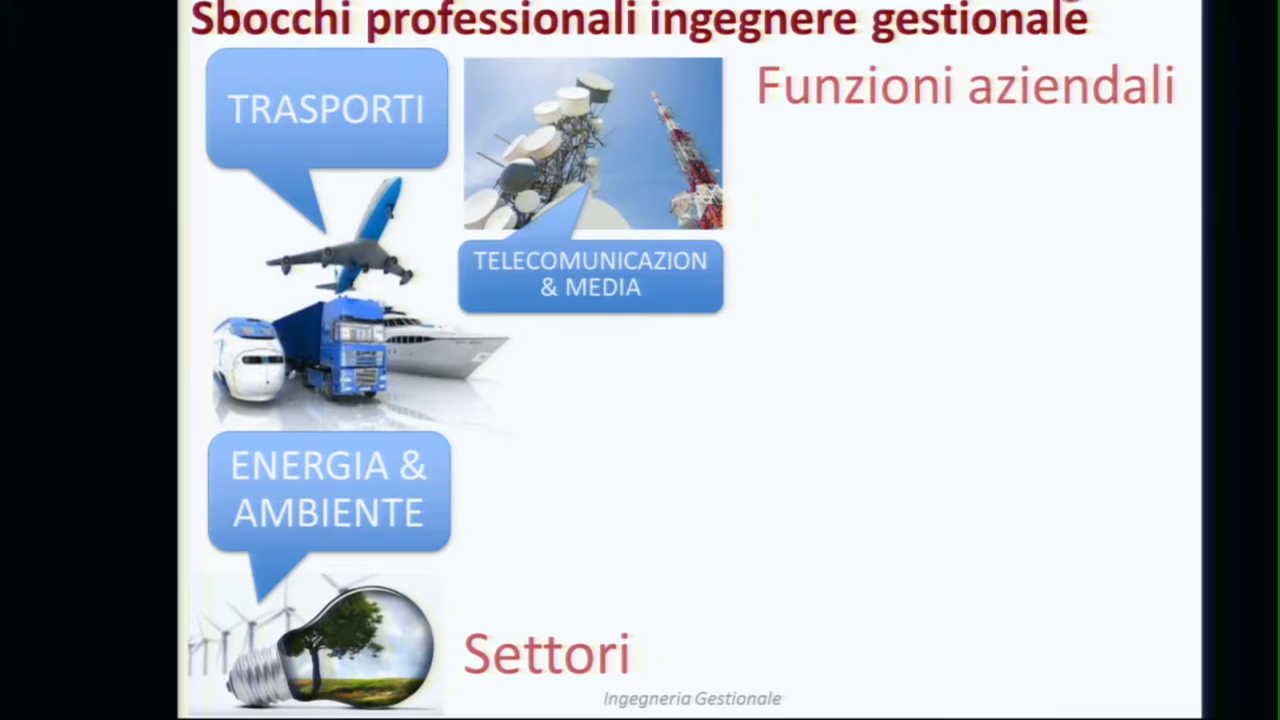 Sbocchi professionali ingegnere gestionale
TRASPORTI
Funzioni aziendali
TELECOMUNICAZION
& MEDIA
ENERGIA &
AMBIENTE
Settori
Ingegneria Gestionale